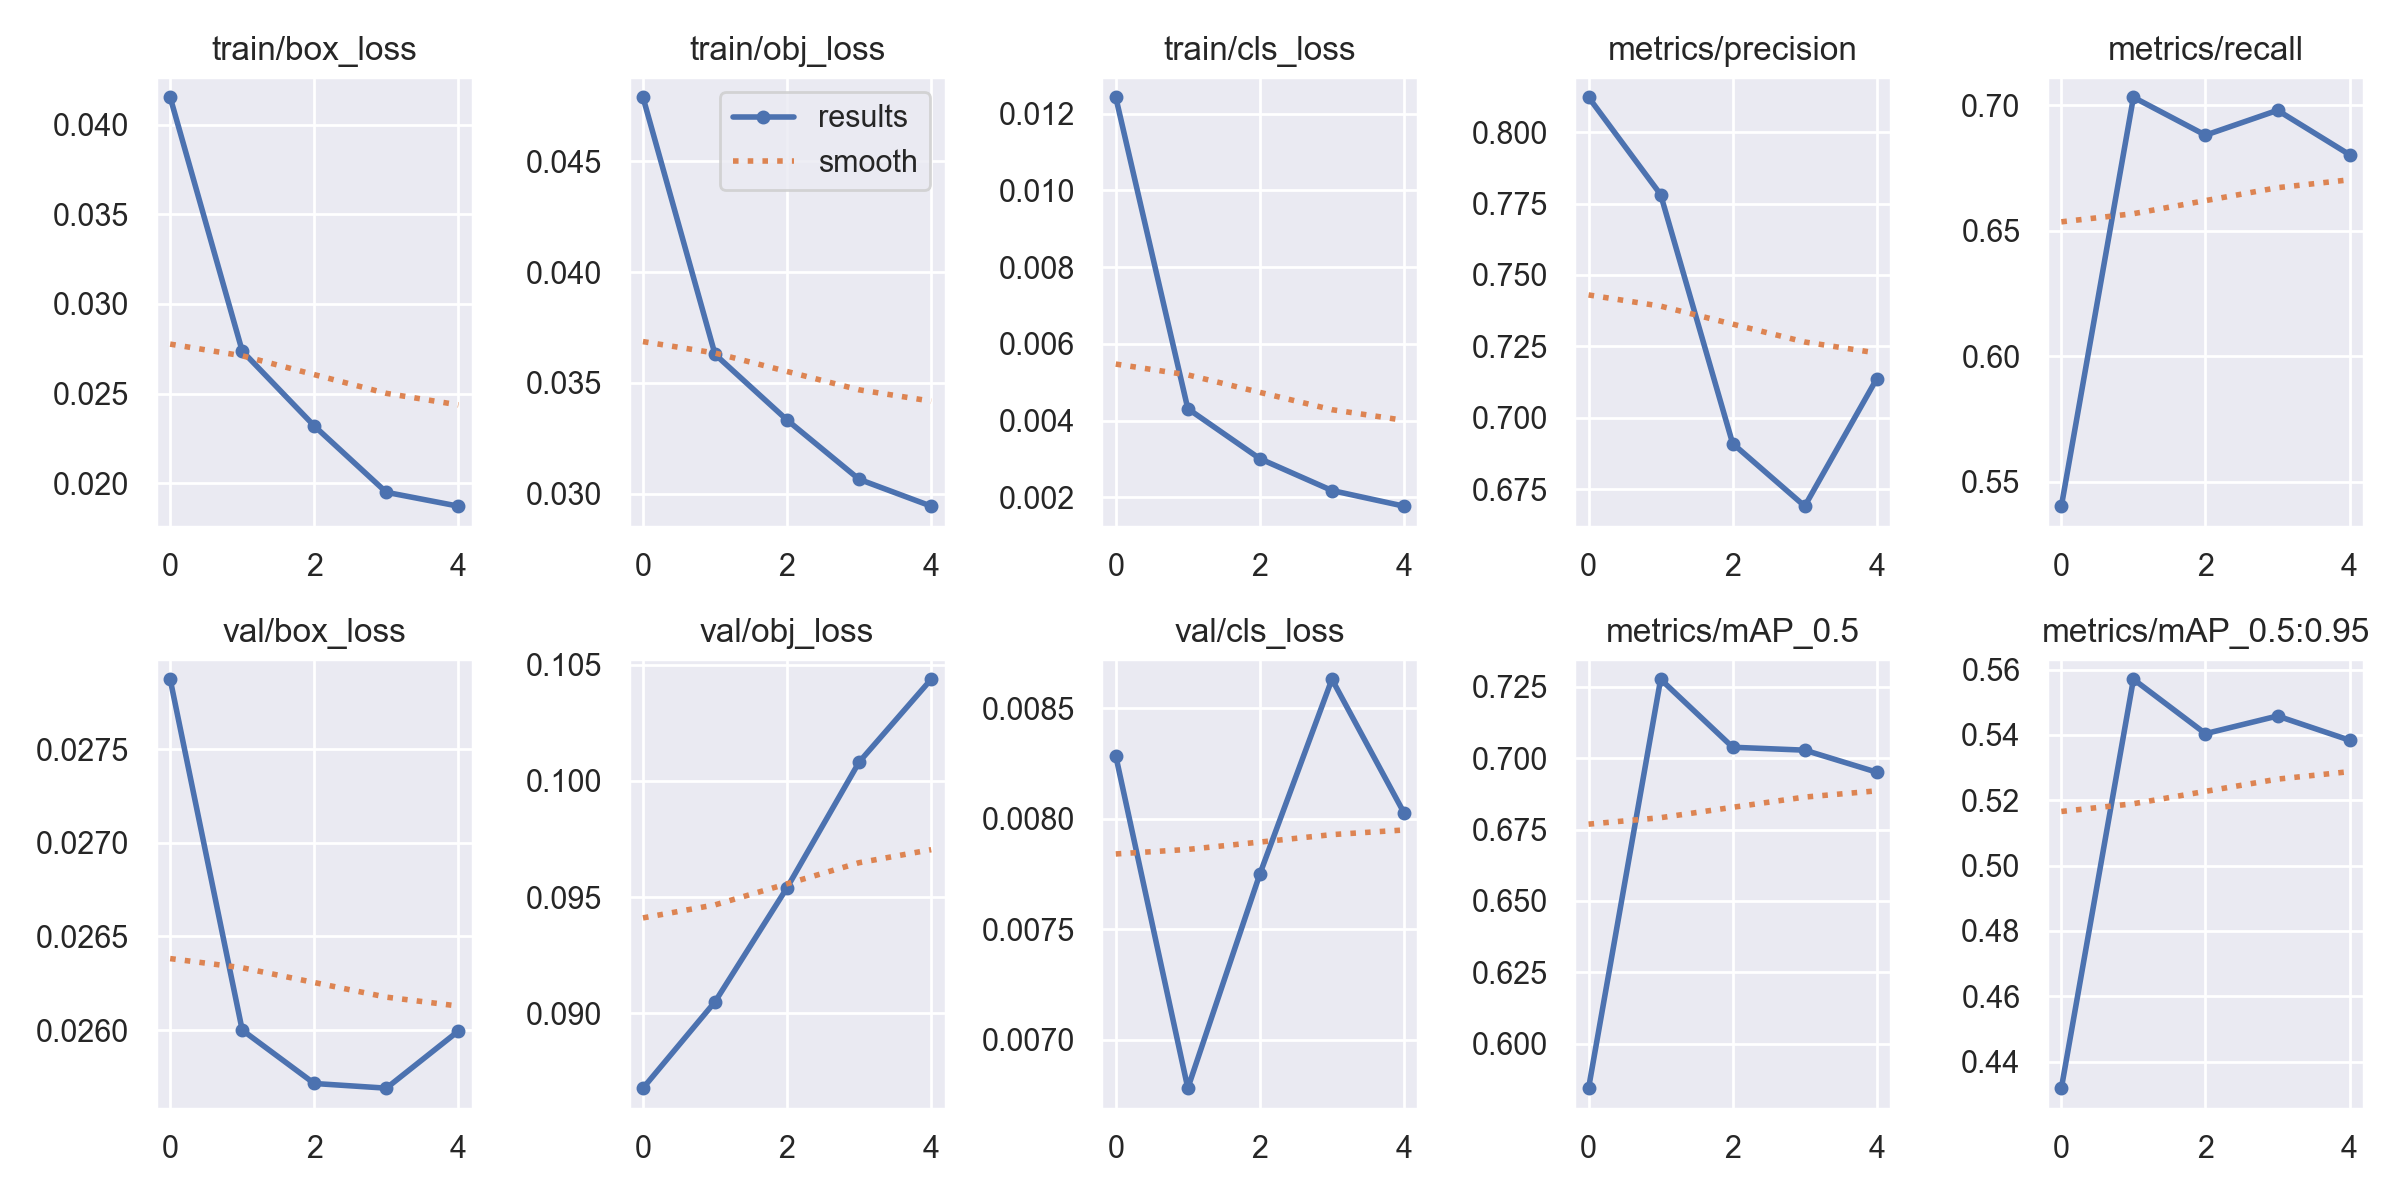 train/box_loss
0.040
0.035
0.030
0.025
0.020
0 2 4
train/obj_loss
results
smooth
0.045
0.040
0.035
0.030
0 2 4
train/cls_loss
0.012
0.010
0.008
0.006
0.004
0.002
0 2 4
metrics/precision
0.800
0.775
0.750
0.725
0.700
0.675
0 2 4
metrics/recall
0.70
0.65
0.60
0.55
0 2 4
val/box_loss
0.0275
0.0270
0.0265
0.0260
0 2 4
val/obj_loss
0.105
0.100
0.095
0.090
0 2 4
val/cls_loss
0.0085
0.0080
0.0075
0.0070
0 2 4
metrics/mAP_0.5
0.725
0.700
0.675
0.650
0.625
0.600
0 2 4
metrics/mAP_0.5:0.95
0.56
0.54
0.52
0.50
0.48
0.46
0.44
0 2 4